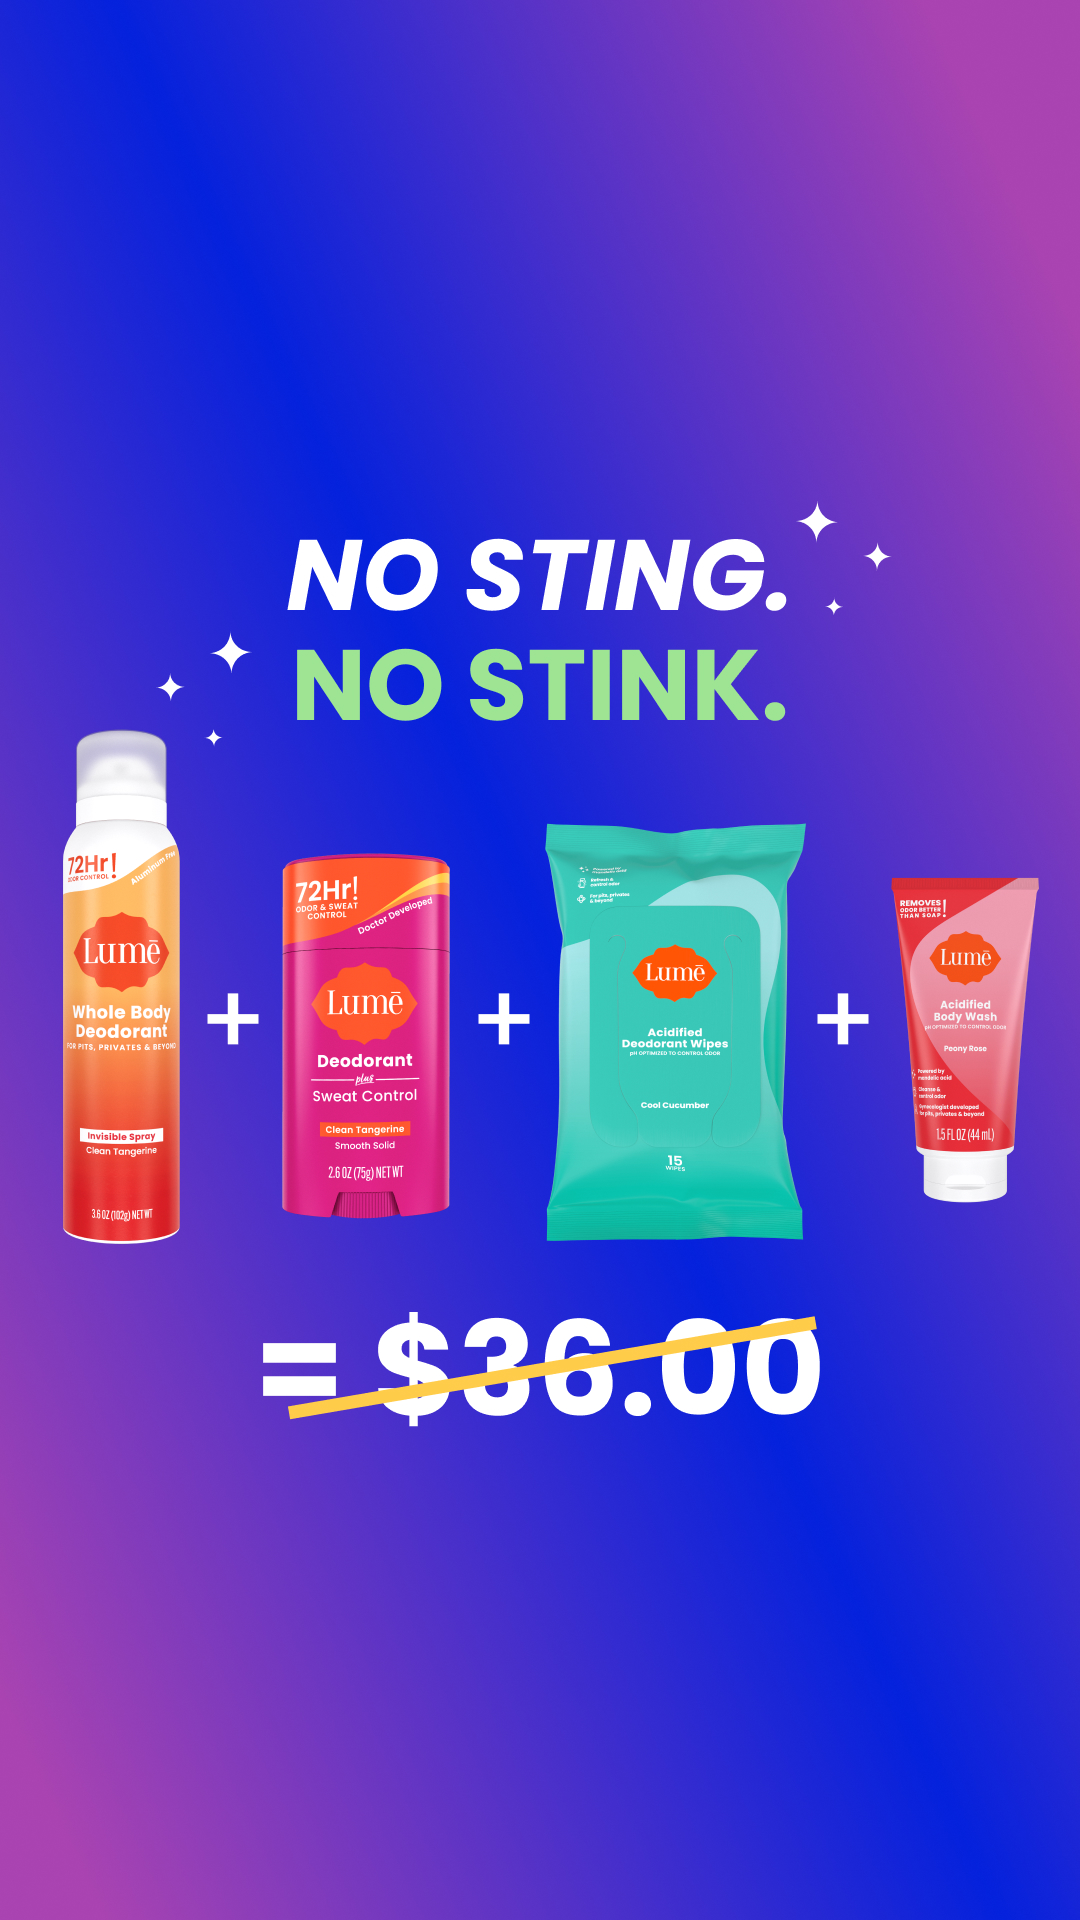 NO STING.
NO STINK.
72Hr!
ODOR CONTROL
Aluminum Free
Lumē
Whole Body
Deodorant
FOR PITS, PRIVATES & BEYOND
Invisible Spray
Clean Tangerine
3.6 OZ (102g) NET WT
+
72Hr!
ODOR & SWEAT
CONTROL
Doctor Developed
Lumē
Deodorant
plus
Sweat Control
Clean Tangerine
Smooth Solid
2.6 OZ (75g) NET WT
+
Powered by
mandelic acid
Refresh &
control odor
For pits, privates
& beyond
Lumē
Acidified
Deodorant Wipes
pH OPTIMIZED TO CONTROL ODOR
Cool Cucumber
15
WIPES
+
REMOVES
ODOR BETTER
THAN SOAP!
Lumē
Acidified
Body Wash
pH OPTIMIZED TO CONTROL ODOR
Peony Rose
Powered by
mandelic acid
Cleanse &
control odor
Gynecologist developed
for pits, privates & beyond
1.5 FL OZ (44 mL)
= $36.00